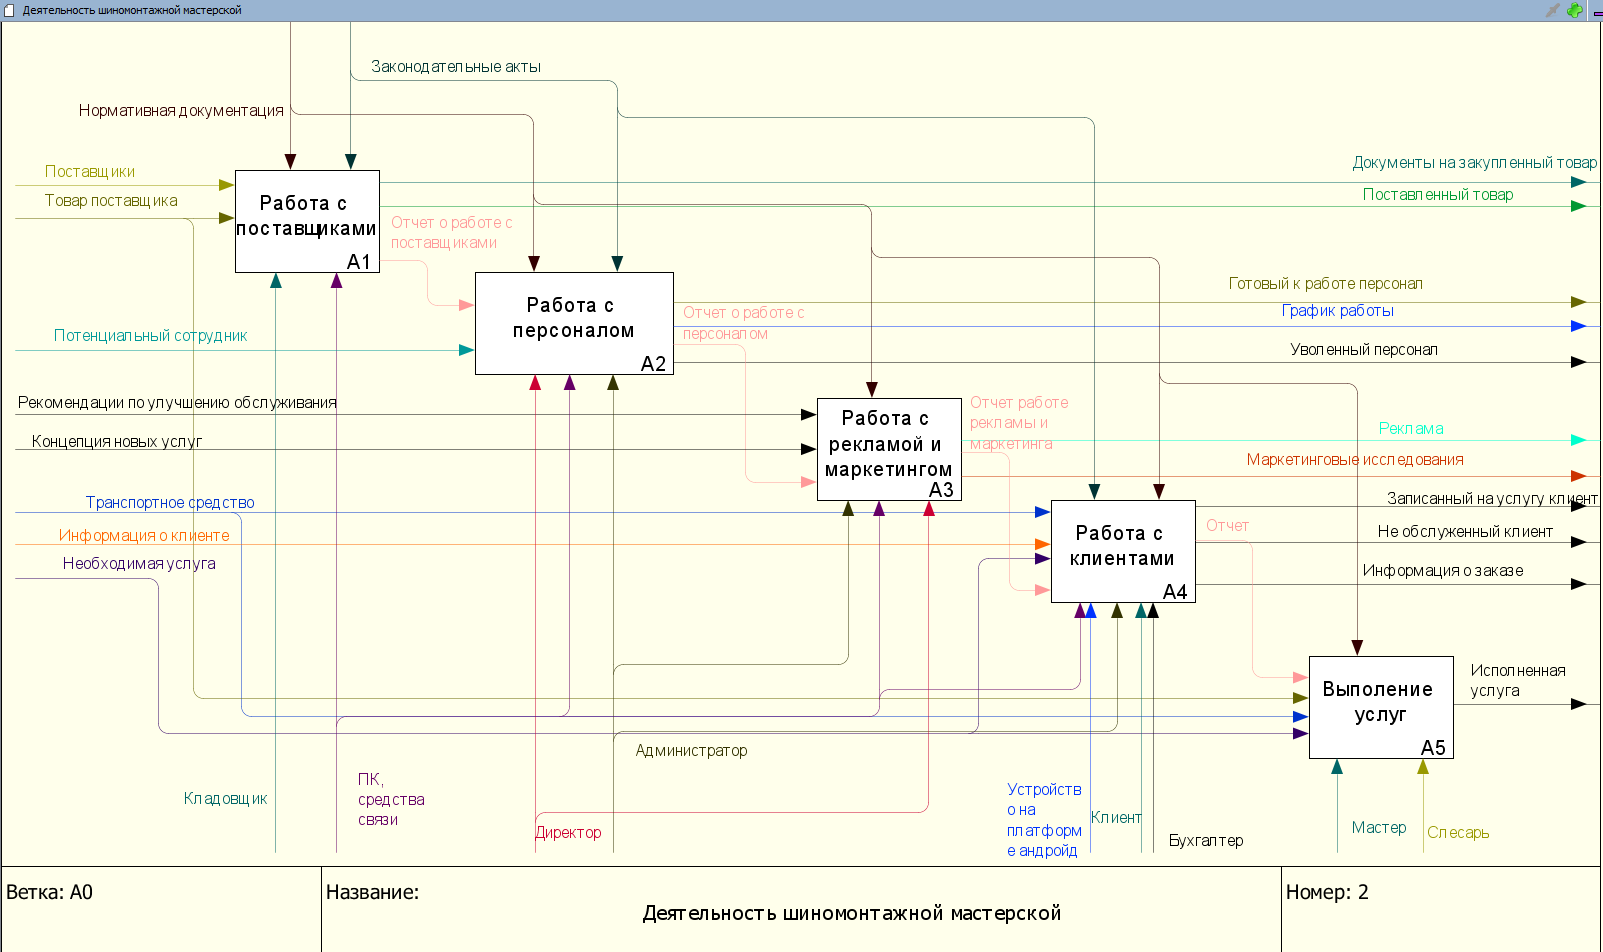 Деятельность шиномонтажной мастерской
Законодательные акты
Нормативная документация
Документы на закупленный товар
Поставщики
Поставленный товар
Товар поставщика
Работа с
поставщиками
A1
Отчет о работе с
поставщиками
Готовый к работе персонал
График работы
Работа с
персоналом
A2
Отчет о работе с
персоналом
Потенциальный сотрудник
Уволенный персонал
Рекомендации по улучшению обслуживания
Концепция новых услуг
Работа с
рекламой и
маркетингом
A3
Отчет работе
рекламы и
маркетинга
Реклама
Маркетинговые исследования
Транспортное средство
Записанный на услугу клиент
Информация о клиенте
Не обслуженный клиент
Необходимая услуга
Информация о заказе
Работа с
клиентами
A4
Отчет
Исполненная
услуга
Выполение
услуг
A5
Администратор
Кладовщик
ПК,
средства
связи
Директор
Устройств
о на
платформ
е андройд
Клиент
Бухгалтер
Мастер
Слесарь
Ветка: A0
Название:
Деятельность шиномонтажной мастерской
Номер: 2